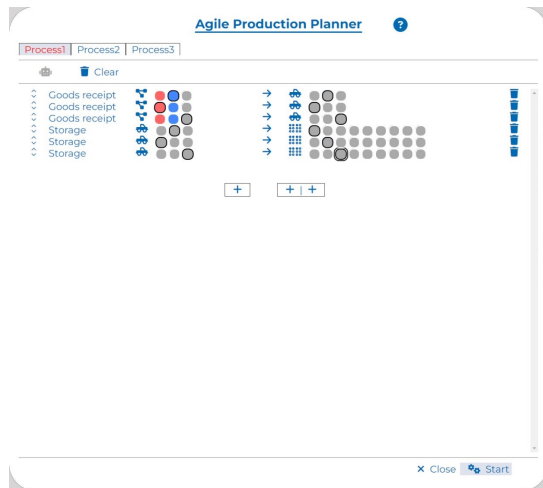 Agile Production Planner ?
Process1 Process2 Process3
Clear
Goods receipt
Goods receipt
Goods receipt
Storage
Storage
Storage
+ + | +
× Close Start